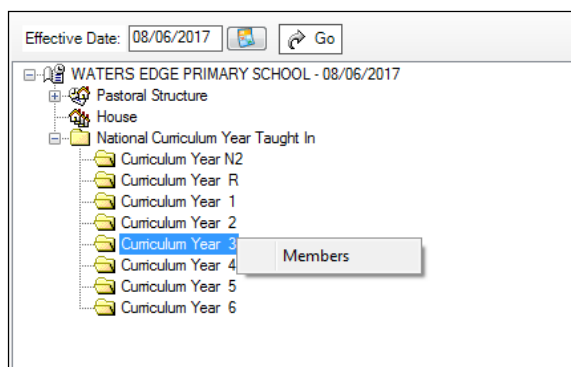 Effective Date: 08/06/2017 Go
WATERS EDGE PRIMARY SCHOOL - 08/06/2017
Pastoral Structure
House
National Curriculum Year Taught In
Curriculum Year N2
Curriculum Year R
Curriculum Year 1
Curriculum Year 2
Curriculum Year 3
Members
Curriculum Year 4
Curriculum Year 5
Curriculum Year 6